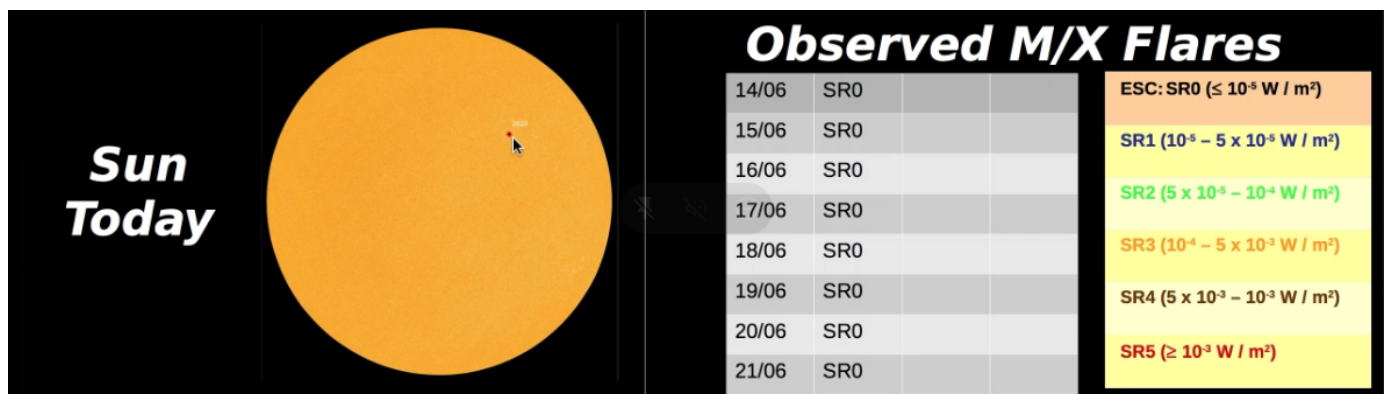 Sun
Today
Observed M/X Flares
14/06 SR0
15/06 SR0
16/06 SR0
17/06 SR0
18/06 SR0
19/06 SR0
20/06 SR0
21/06 SR0
ESC: SR0 (≤ 10⁻⁵ W / m²)
SR1 (10⁻⁵ – 5 x 10⁻⁵ W / m²)
SR2 (5 x 10⁻⁵ – 10⁻⁴ W / m²)
SR3 (10⁻⁴ – 5 x 10⁻³ W / m²)
SR4 (5 x 10⁻³ – 10⁻³ W / m²)
SR5 (≥ 10⁻³ W / m²)